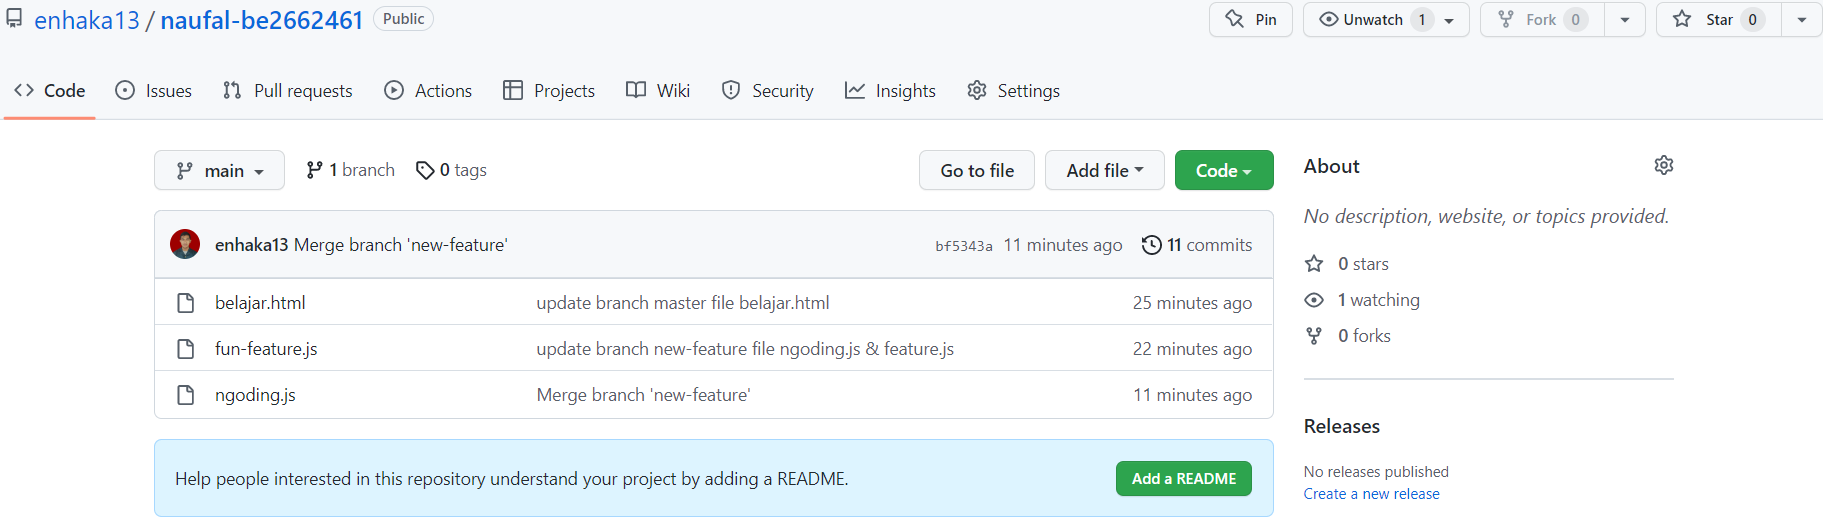 enhaka13 / naufal-be2662461 Public Pin Unwatch 1 Fork 0 Star 0
Code Issues Pull requests Actions Projects Wiki Security Insights Settings
main 1 branch 0 tags Go to file Add file Code
enhaka13 Merge branch 'new-feature' bf5343a 11 minutes ago 11 commits
belajar.html update branch master file belajar.html 25 minutes ago
fun-feature.js update branch new-feature file ngoding.js & feature.js 22 minutes ago
ngoding.js Merge branch 'new-feature' 11 minutes ago
Help people interested in this repository understand your project by adding a README. Add a README
About
No description, website, or topics provided.
0 stars
1 watching
0 forks
Releases
No releases published
Create a new release